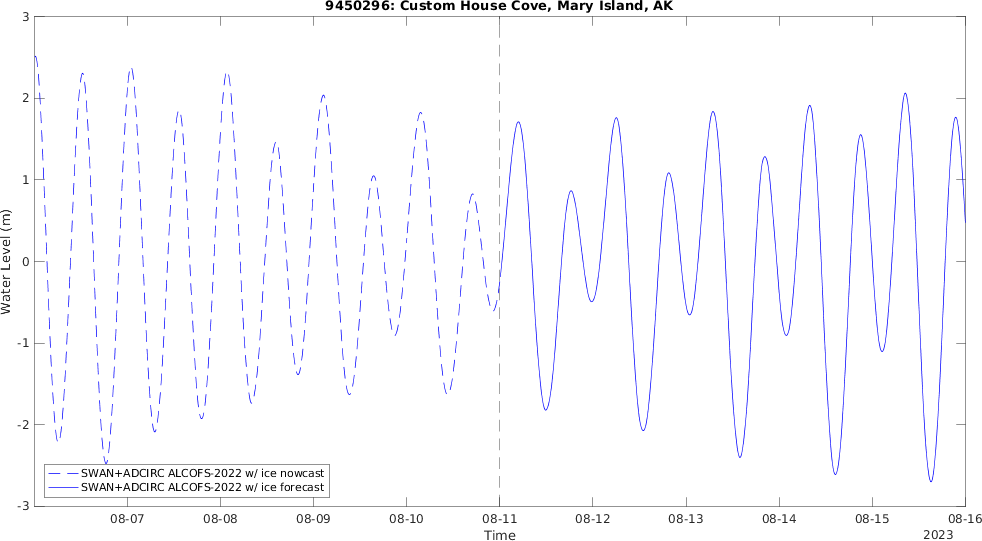 9450296: Custom House Cove, Mary Island, AK
3
2
1
0
-1
-2
-3
Water Level (m)
SWAN+ADCIRC ALCOFS-2022 w/ ice nowcast
SWAN+ADCIRC ALCOFS-2022 w/ ice forecast
08-07 08-08 08-09 08-10 08-11 08-12 08-13 08-14 08-15 08-16
Time
2023